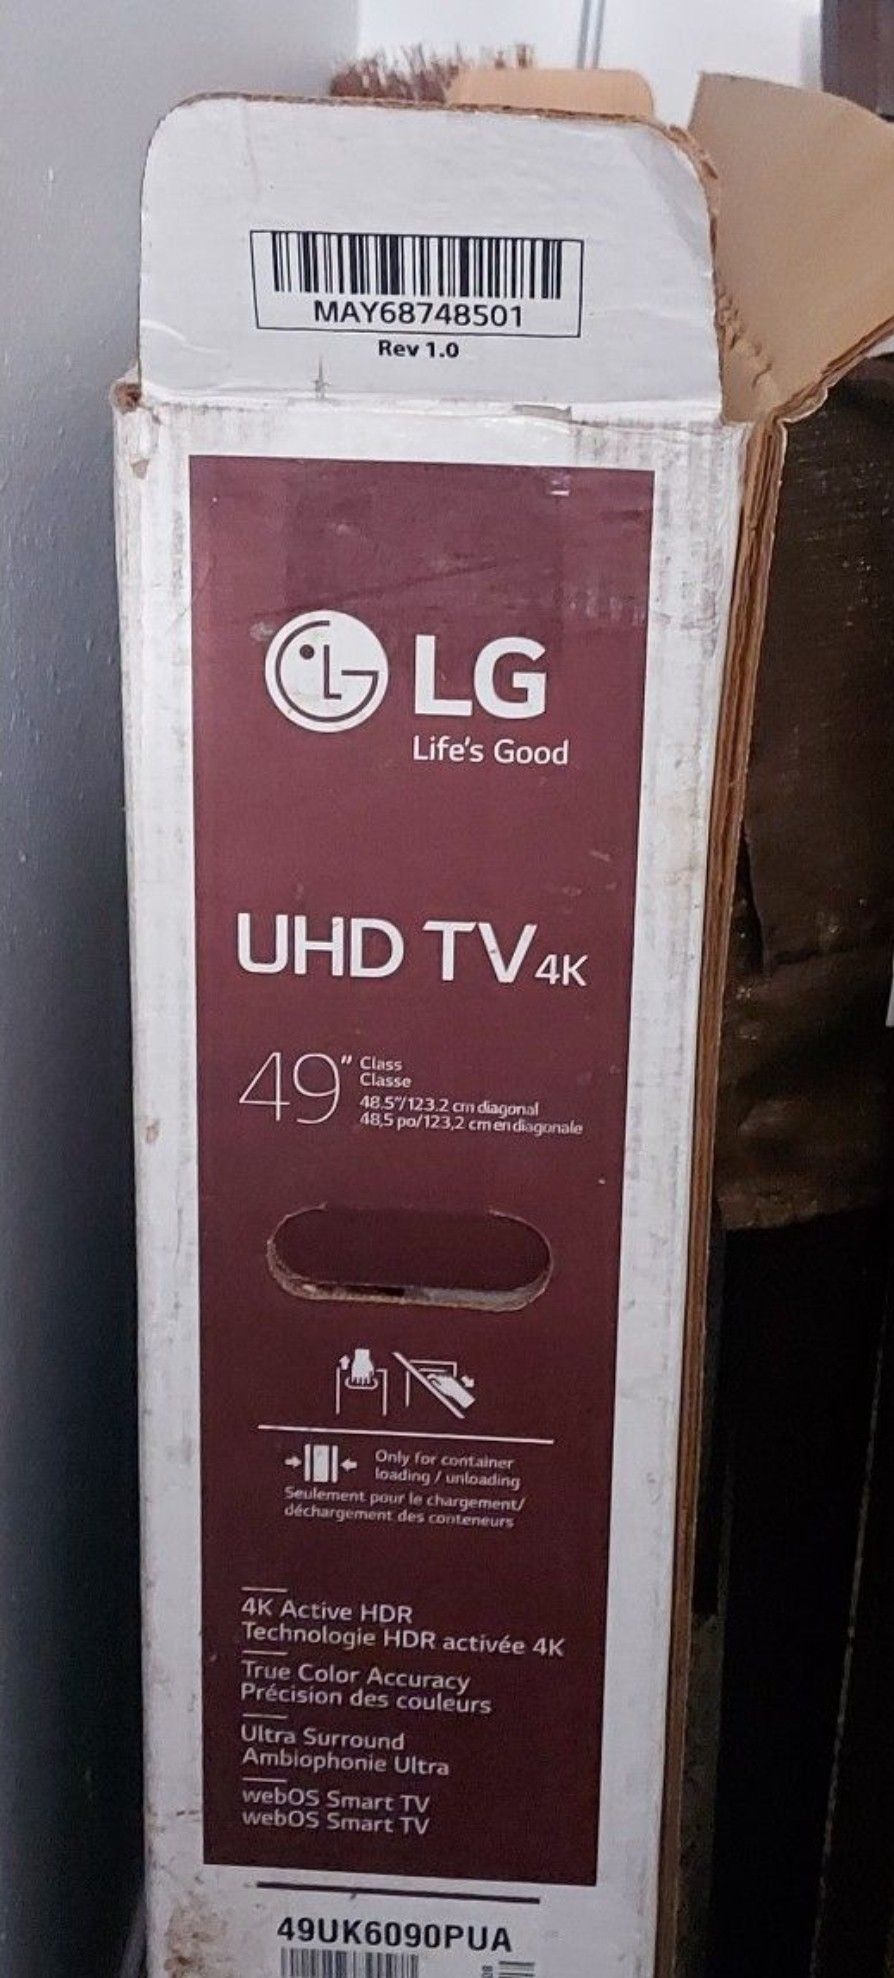 MAY68748501
Rev 1.0
LG
Life's Good
UHD TV 4K
49" Class
Classe
48.5"/123.2 cm diagonal
48,5 po/123,2 cm en diagonale
Only for container
loading / unloading
Seulement pour le chargement/
déchargement des conteneurs
4K Active HDR
Technologie HDR activée 4K
True Color Accuracy
Précision des couleurs
Ultra Surround
Ambiophonie Ultra
webOS Smart TV
webOS Smart TV
49UK6090PUA